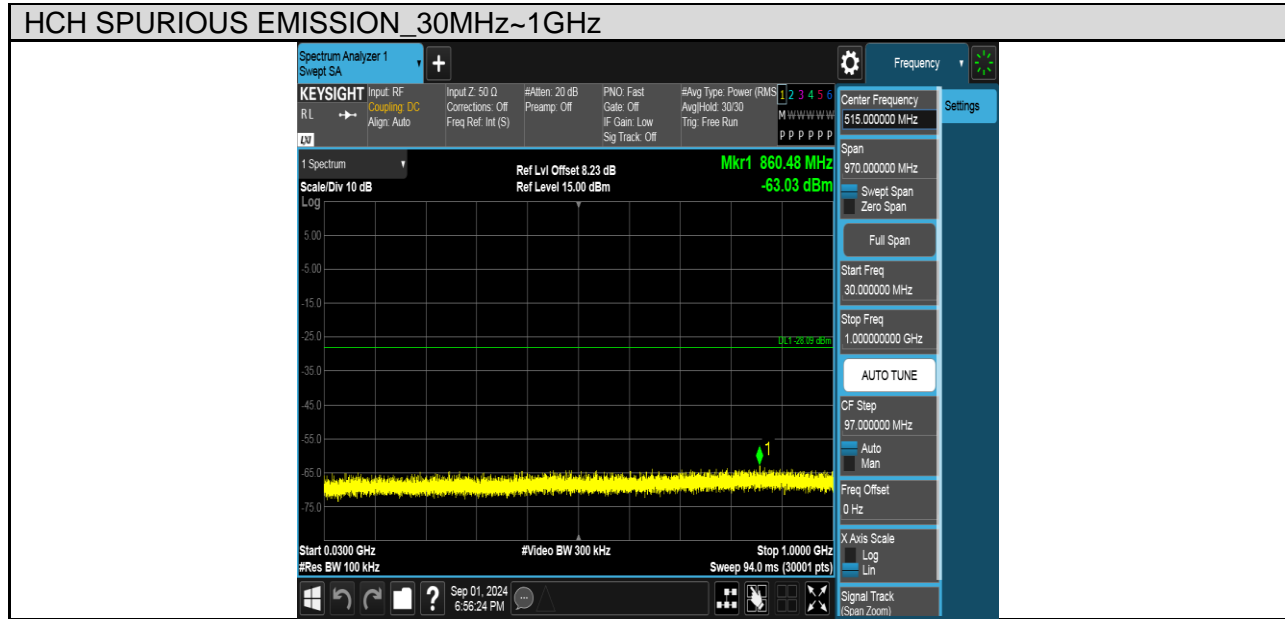 HCH SPURIOUS EMISSION_30MHz~1GHz
Spectrum Analyzer 1
Swept SA
+
Frequency
KEYSIGHT
RL
LXI
Input: RF
Coupling: DC
Align: Auto
Input Z: 50 Ω
Corrections: Off
Freq Ref: Int (S)
#Atten: 20 dB
Preamp: Off
PNO: Fast
Gate: Off
IF Gain: Low
Sig Track: Off
#Avg Type: Power (RMS
Avg|Hold: 30/30
Trig: Free Run
1 2 3 4 5 6
M W W W W W
P P P P P P
1 Spectrum
Scale/Div 10 dB
Log
Ref Lvl Offset 8.23 dB
Ref Level 15.00 dBm
Mkr1 860.48 MHz
-63.03 dBm
5.00
-5.00
-15.0
-25.0
DL1 -28.09 dBm
-35.0
-45.0
-55.0
1
-65.0
-75.0
Start 0.0300 GHz
#Res BW 100 kHz
#Video BW 300 kHz
Stop 1.0000 GHz
Sweep 94.0 ms (30001 pts)
?
Sep 01, 2024
6:56:24 PM
Center Frequency
515.000000 MHz
Settings
Span
970.000000 MHz
Swept Span
Zero Span
Full Span
Start Freq
30.000000 MHz
Stop Freq
1.000000000 GHz
AUTO TUNE
CF Step
97.000000 MHz
Auto
Man
Freq Offset
0 Hz
X Axis Scale
Log
Lin
Signal Track
(Span Zoom)